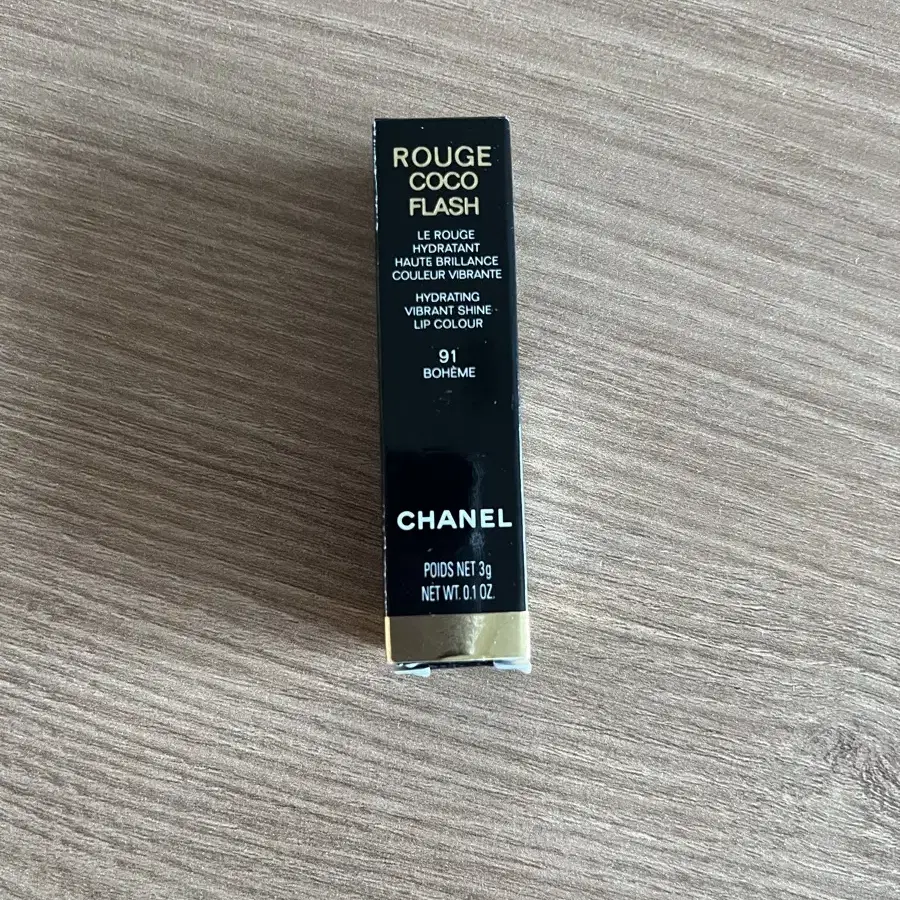 ROUGE
COCO
FLASH
LE ROUGE
HYDRATANT
HAUTE BRILLANCE
COULEUR VIBRANTE
HYDRATING
VIBRANT SHINE
LIP COLOUR
91
BOHÈME
CHANEL
POIDS NET 3g
NET WT. 0.1 OZ.